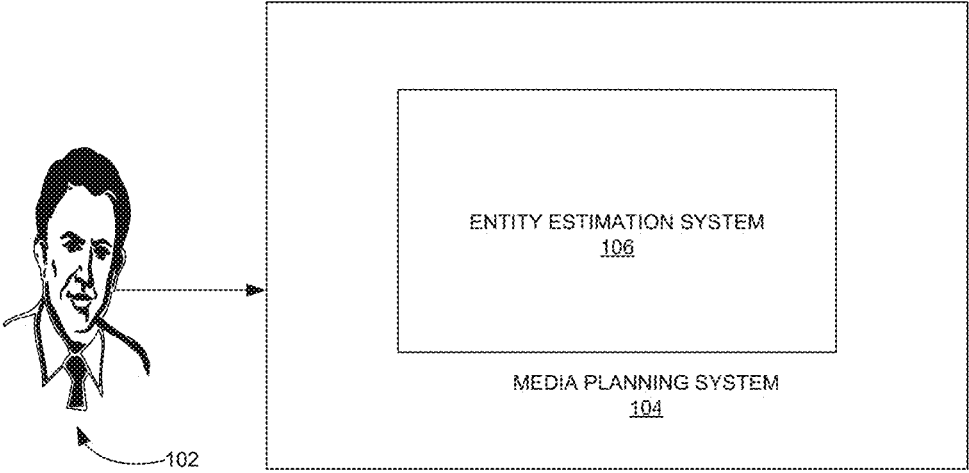 ENTITY ESTIMATION SYSTEM
106
MEDIA PLANNING SYSTEM
104
102